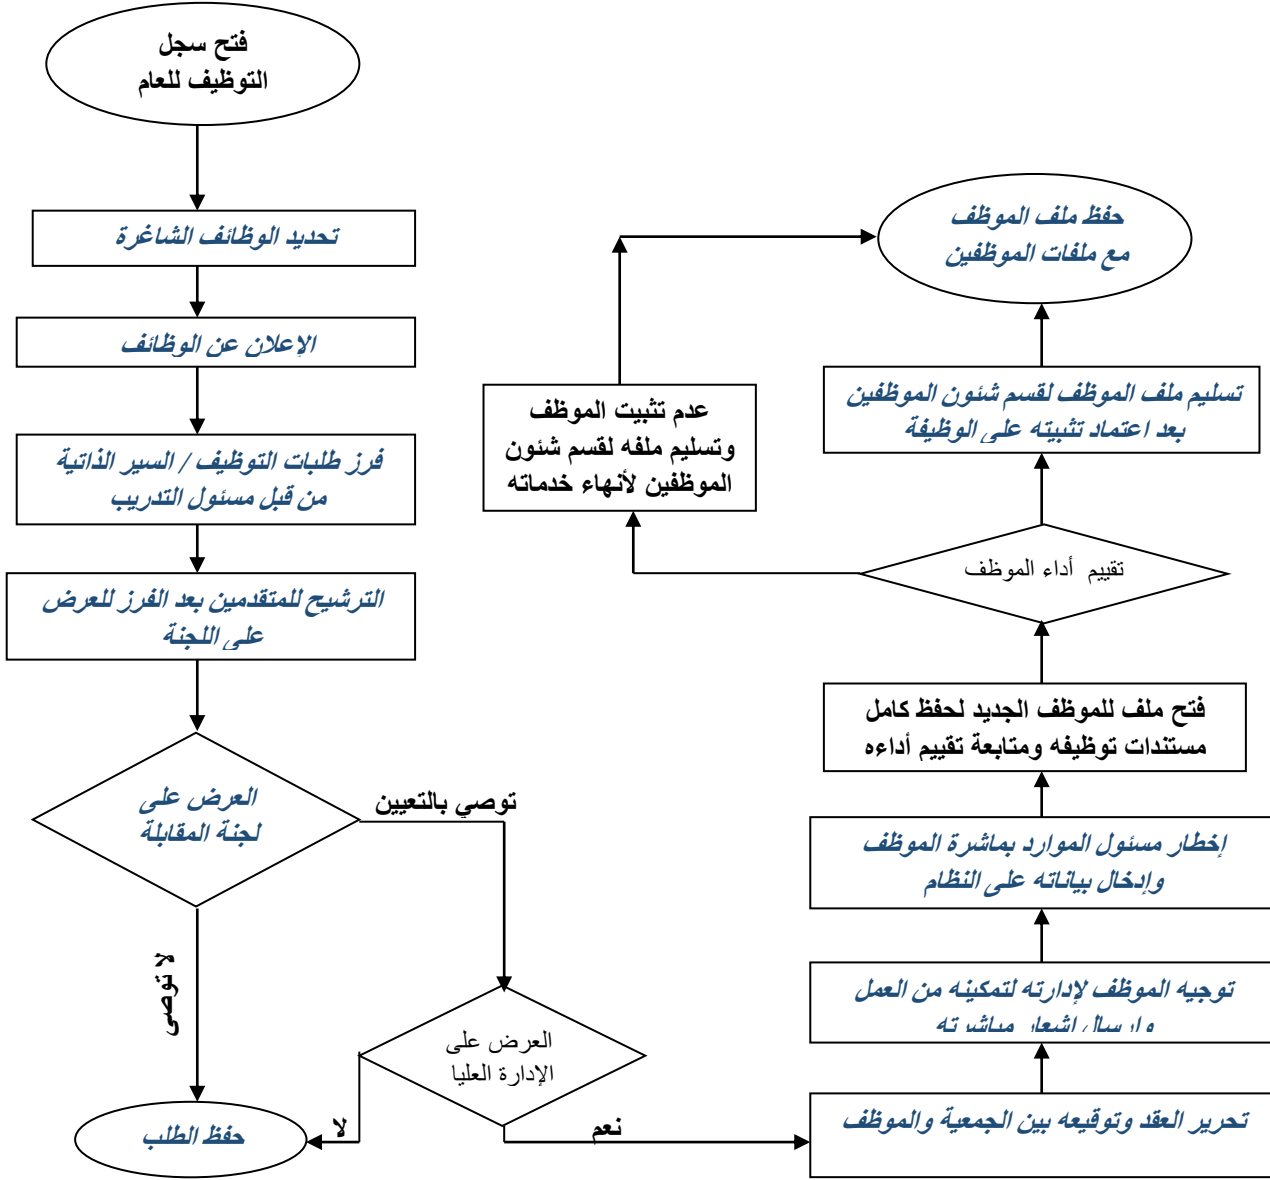 فتح سجل
التوظيف للعام
تحديد الوظائف الشاغرة
الإعلان عن الوظائف
فرز طلبات التوظيف / السير الذاتية
من قبل مسئول التدريب
الترشيح للمتقدمين بعد الفرز للعرض
على اللجنة
العرض على
لجنة المقابلة
توصي بالتعيين
لا توصى
العرض على
الإدارة العليا
لا
نعم
حفظ الطلب
تحرير العقد وتوقيعه بين الجمعية والموظف
توجيه الموظف لإدارته لتمكينه من العمل
وإرسال إشعار مباشرته
إخطار مسئول الموارد بماشرة الموظف
وإدخال بياناته على النظام
فتح ملف للموظف الجديد لحفظ كامل
مستندات توظيفه ومتابعة تقييم أداءه
تقييم أداء الموظف
عدم تثبيت الموظف
وتسليم ملفه لقسم شئون
الموظفين لأنهاء خدماته
تسليم ملف الموظف لقسم شئون الموظفين
بعد اعتماد تثبيته على الوظيفة
حفظ ملف الموظف
مع ملفات الموظفين